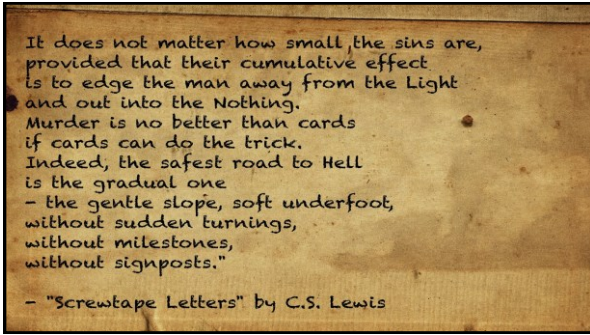 It does not matter how small the sins are,
provided that their cumulative effect
is to edge the man away from the Light
and out into the Nothing.
Murder is no better than cards
if cards can do the trick.
Indeed, the safest road to Hell
is the gradual one
- the gentle slope, soft underfoot,
without sudden turnings,
without milestones,
without signposts."
- "Screwtape Letters" by C.S. Lewis